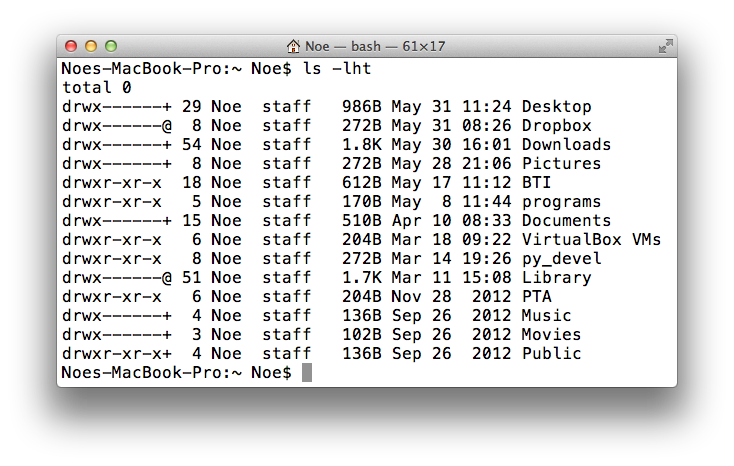 Noe — bash — 61×17
Noes-MacBook-Pro:~ Noe$ ls -lht
total 0
drwx------+ 29 Noe  staff   986B May 31 11:24 Desktop
drwx------@  8 Noe  staff   272B May 31 08:26 Dropbox
drwx------+ 54 Noe  staff   1.8K May 30 16:01 Downloads
drwx------+  8 Noe  staff   272B May 28 21:06 Pictures
drwxr-xr-x  18 Noe  staff   612B May 17 11:12 BTI
drwxr-xr-x   5 Noe  staff   170B May  8 11:44 programs
drwx------+ 15 Noe  staff   510B Apr 10 08:33 Documents
drwxr-xr-x   6 Noe  staff   204B Mar 18 09:22 VirtualBox VMs
drwxr-xr-x   8 Noe  staff   272B Mar 14 19:26 py_devel
drwx------@ 51 Noe  staff   1.7K Mar 11 15:08 Library
drwxr-xr-x   6 Noe  staff   204B Nov 28  2012 PTA
drwx------+  4 Noe  staff   136B Sep 26  2012 Music
drwx------+  3 Noe  staff   102B Sep 26  2012 Movies
drwxr-xr-x+  4 Noe  staff   136B Sep 26  2012 Public
Noes-MacBook-Pro:~ Noe$